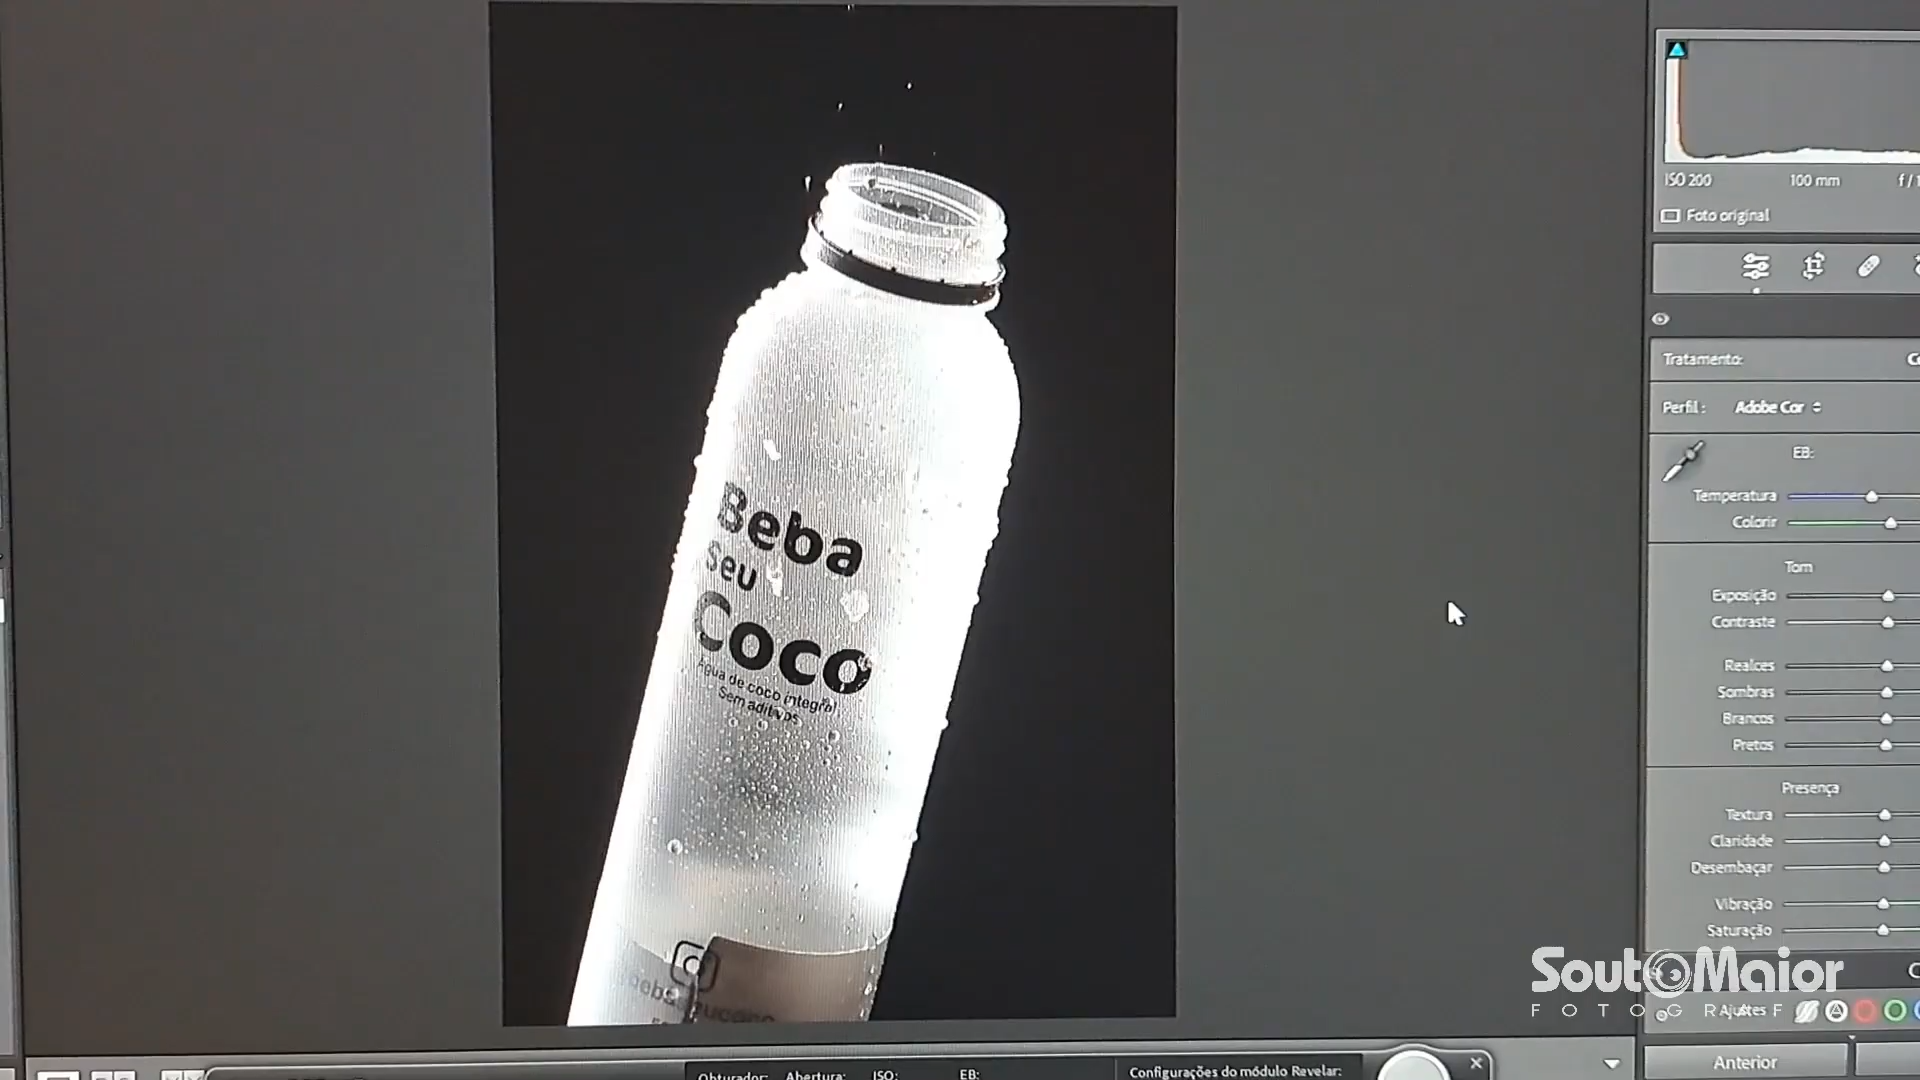 Beba
seu
Coco
Água de coco integral
Sem aditivos
ISO 200
100 mm
Foto original
Tratamento:
Perfil : Adobe Cor
EB:
Temperatura
Colorir
Tom
Exposição
Contraste
Realces
Sombras
Brancos
Pretos
Presença
Textura
Claridade
Desembaçar
Vibração
Saturação
SoutoMaior
Ajustes
Anterior
Obturador: Abertura: ISO: EB:
Configurações do módulo Revelar: